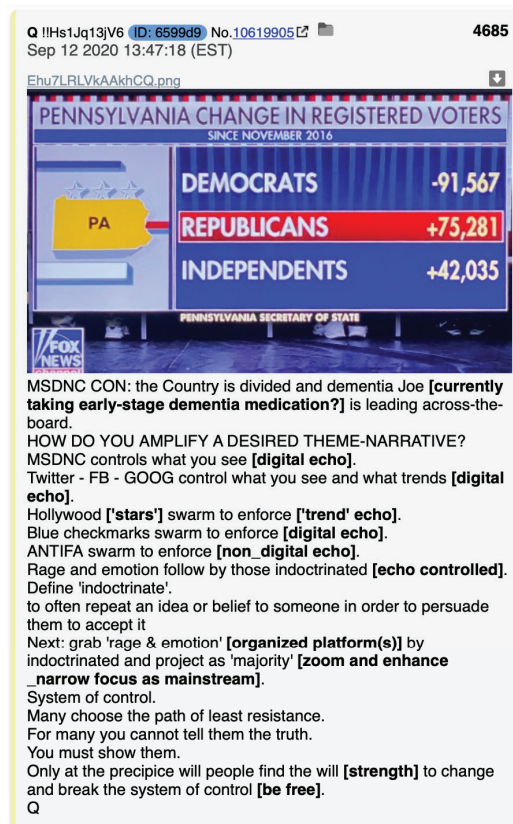 Q !!Hs1Jq13jV6 ID: 6599d9 No.10619905 4685
Sep 12 2020 13:47:18 (EST)
Ehu7LRLVkAAkhCQ.png
PENNSYLVANIA CHANGE IN REGISTERED VOTERS
SINCE NOVEMBER 2016
DEMOCRATS -91,567
PA REPUBLICANS +75,281
INDEPENDENTS +42,035
PENNSYLVANIA SECRETARY OF STATE
FOX
NEWS
channel
MSDNC CON: the Country is divided and dementia Joe [currently
taking early-stage dementia medication?] is leading across-the-
board.
HOW DO YOU AMPLIFY A DESIRED THEME-NARRATIVE?
MSDNC controls what you see [digital echo].
Twitter - FB - GOOG control what you see and what trends [digital
echo].
Hollywood ['stars'] swarm to enforce ['trend' echo].
Blue checkmarks swarm to enforce [digital echo].
ANTIFA swarm to enforce [non_digital echo].
Rage and emotion follow by those indoctrinated [echo controlled].
Define 'indoctrinate'.
to often repeat an idea or belief to someone in order to persuade
them to accept it
Next: grab 'rage & emotion' [organized platform(s)] by
indoctrinated and project as 'majority' [zoom and enhance
_narrow focus as mainstream].
System of control.
Many choose the path of least resistance.
For many you cannot tell them the truth.
You must show them.
Only at the precipice will people find the will [strength] to change
and break the system of control [be free].
Q